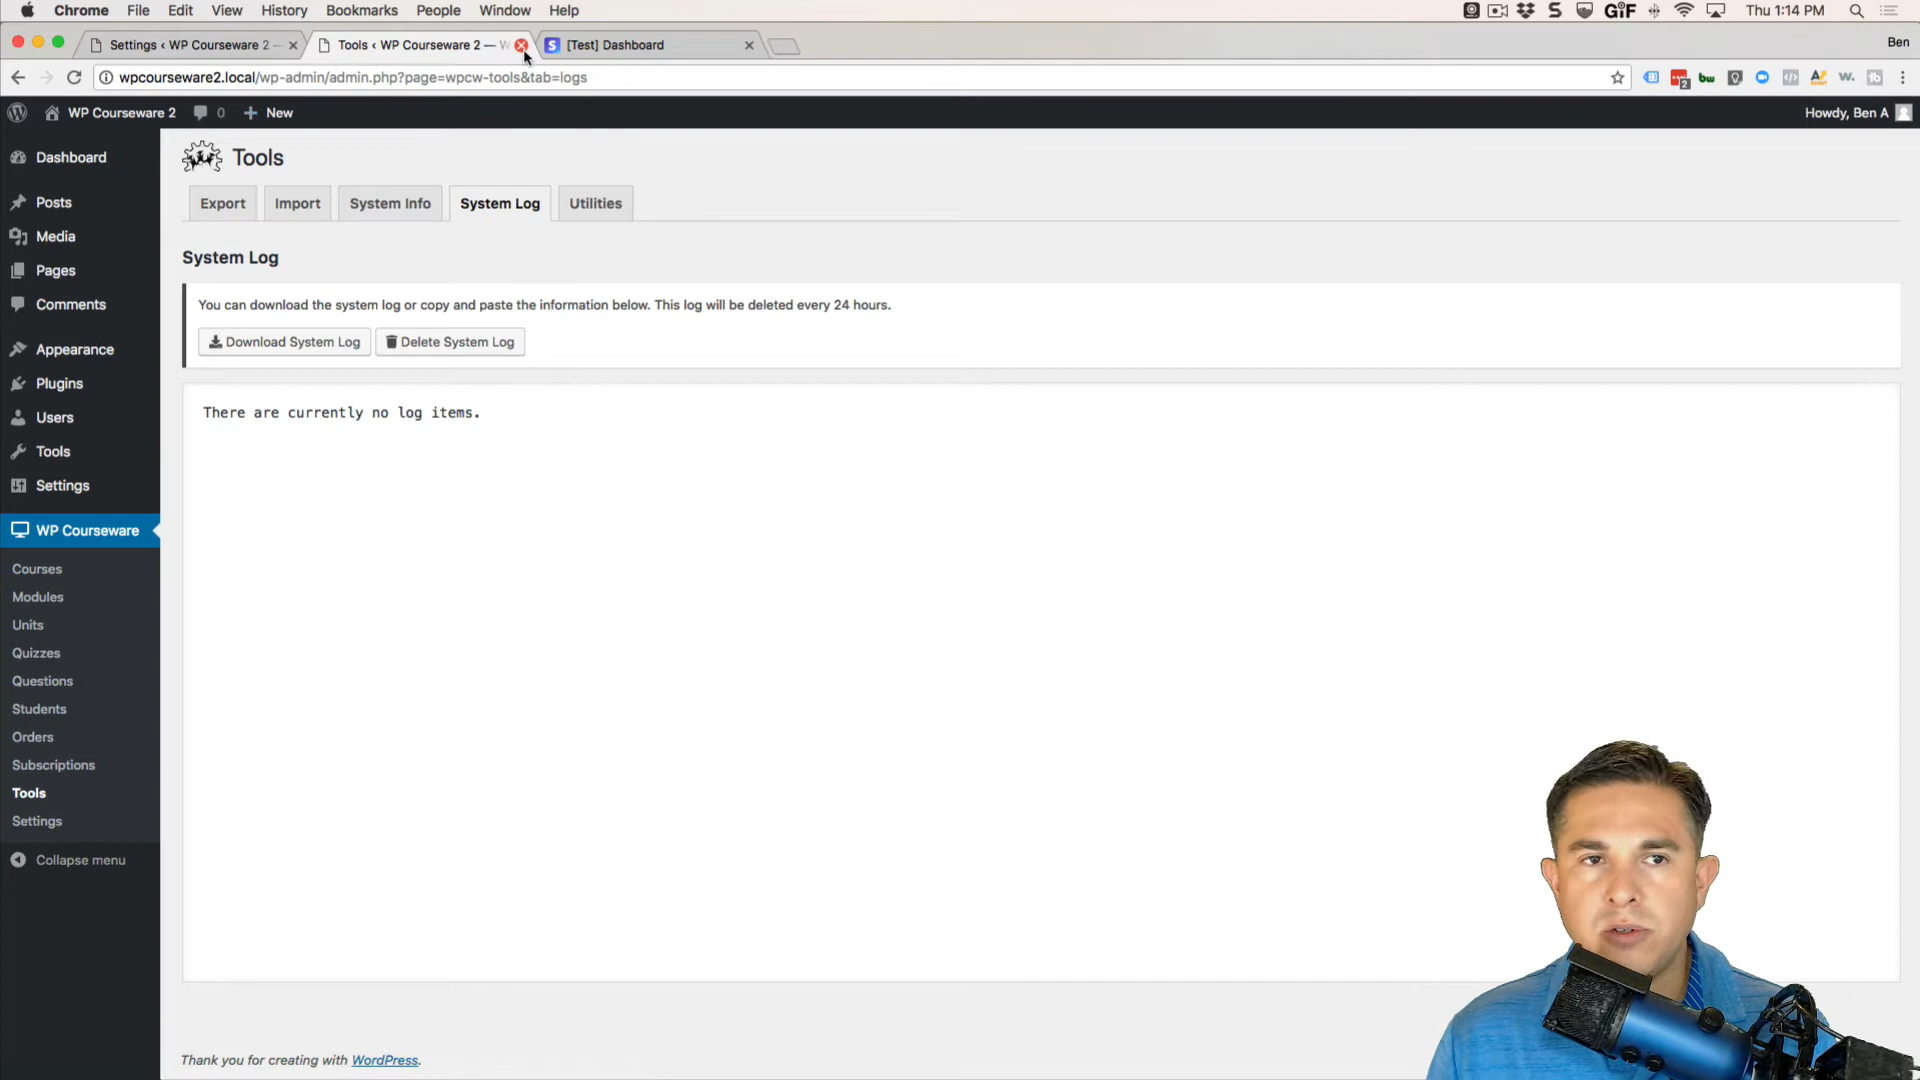 Chrome File Edit View History Bookmarks People Window Help GIF Thu 1:14 PM
Settings ‹ WP Courseware 2 — Tools ‹ WP Courseware 2 — W [Test] Dashboard Ben
wpcourseware2.local/wp-admin/admin.php?page=wpcw-tools&tab=logs
WP Courseware 2 0 + New Howdy, Ben A
Dashboard
Posts
Media
Pages
Comments
Appearance
Plugins
Users
Tools
Settings
WP Courseware
Courses
Modules
Units
Quizzes
Questions
Students
Orders
Subscriptions
Tools
Settings
Collapse menu
Tools
Export Import System Info System Log Utilities
System Log
You can download the system log or copy and paste the information below. This log will be deleted every 24 hours.
Download System Log Delete System Log
There are currently no log items.
Thank you for creating with WordPress.